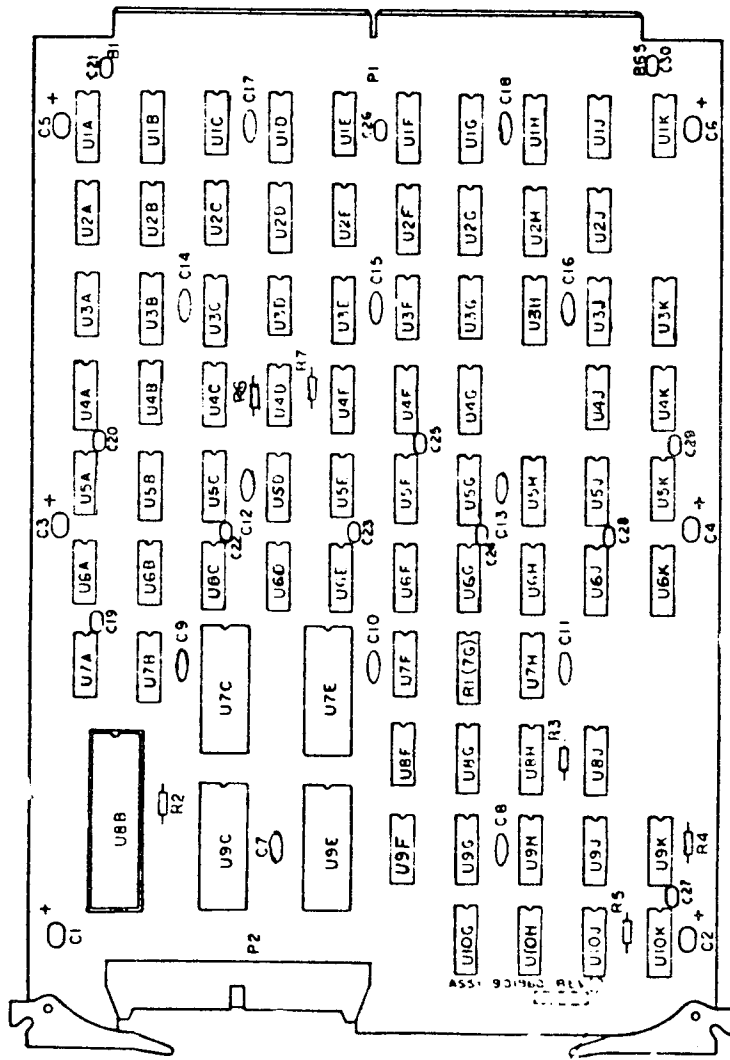 C21 B1 B65 C30
P1
C5 + U1A U1B U1C C17 U1D U1E C26 U1F U1G C18 U1H U1J U1K + C6
U2A U2B U2C U2D U2E U2F U2G U2H U2J
U3A U3B C14 U3C U3D U3E C15 U3F U3G U3H C16 U3J U3K
U4A U4B U4C R6 U4D R7 U4E U4F U4G U4J U4K
C20 C25 C29
+ C3 U5A U5B U5C C12 U5D U5E U5F U5G C13 U5H U5J U5K + C4
C22 C23 C24 C28
U6A U6B U8C U6D U6E U6F U6G U6H U6J U6K
C19
U7A U7B C9 U7C U7E C10 U7F R1(7G) U7H C11
U8B R2 U8F U8G U8H R3 U8J
U9C C7 U9E U9F U9G C8 U9H U9J U9K R4
C27
+ C1 P2 U10G U10H U10J R5 U10K + C2
ASSY REV